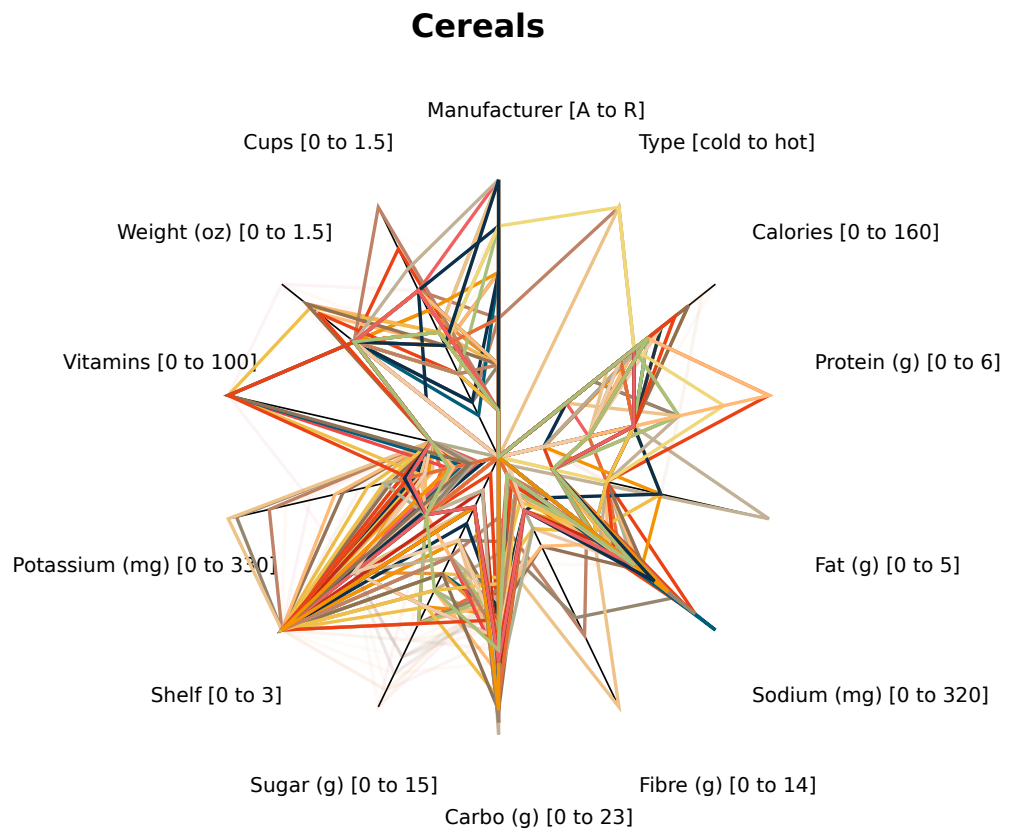 Cereals
Manufacturer [A to R]
Cups [0 to 1.5]
Type [cold to hot]
Weight (oz) [0 to 1.5]
Calories [0 to 160]
Vitamins [0 to 100]
Protein (g) [0 to 6]
Potassium (mg) [0 to 330]
Fat (g) [0 to 5]
Shelf [0 to 3]
Sodium (mg) [0 to 320]
Sugar (g) [0 to 15]
Fibre (g) [0 to 14]
Carbo (g) [0 to 23]